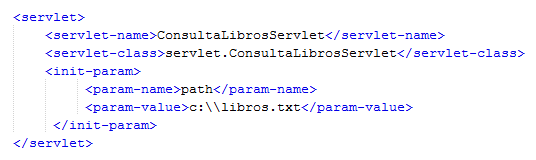 <servlet>
<servlet-name>ConsultaLibrosServlet</servlet-name>
<servlet-class>servlet.ConsultaLibrosServlet</servlet-class>
<init-param>
<param-name>path</param-name>
<param-value>c:\\libros.txt</param-value>
</init-param>
</servlet>